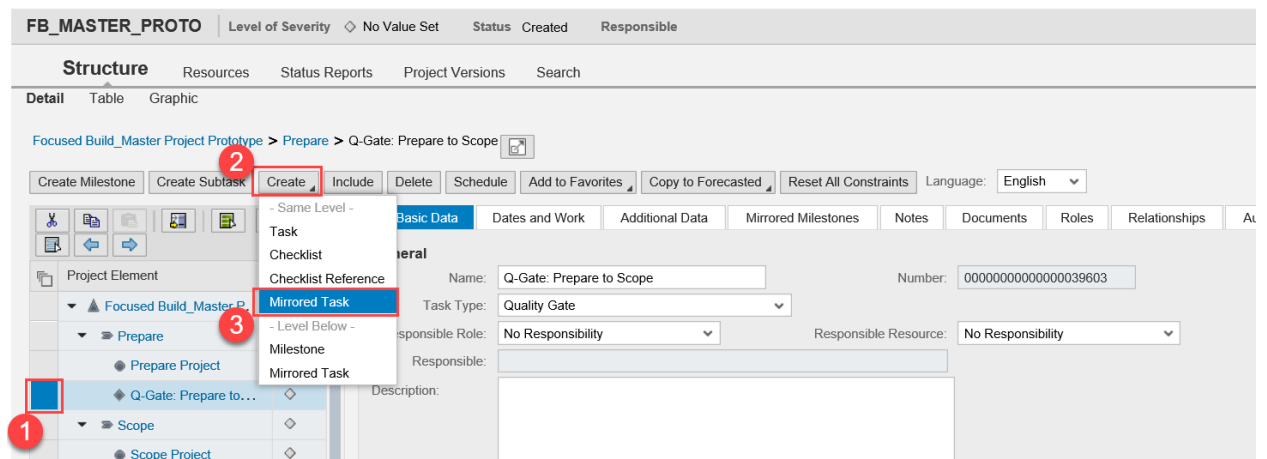 FB_MASTER_PROTO Level of Severity No Value Set Status Created Responsible
Structure Resources Status Reports Project Versions Search
Detail Table Graphic
Focused Build_Master Project Prototype > Prepare > Q-Gate: Prepare to Scope
2
Create Milestone Create Subtask Create Include Delete Schedule Add to Favorites Copy to Forecasted Reset All Constraints Language: English
- Same Level -
Task
Checklist
Checklist Reference
Mirrored Task
- Level Below -
Milestone
Mirrored Task
3
Basic Data Dates and Work Additional Data Mirrored Milestones Notes Documents Roles Relationships Au
neral
Name: Q-Gate: Prepare to Scope Number: 00000000000000039603
Task Type: Quality Gate
esponsible Role: No Responsibility Responsible Resource: No Responsibility
Responsible:
Description:
Project Element
Focused Build_Master P
Prepare
Prepare Project
Q-Gate: Prepare to...
1
Scope
Scope Project